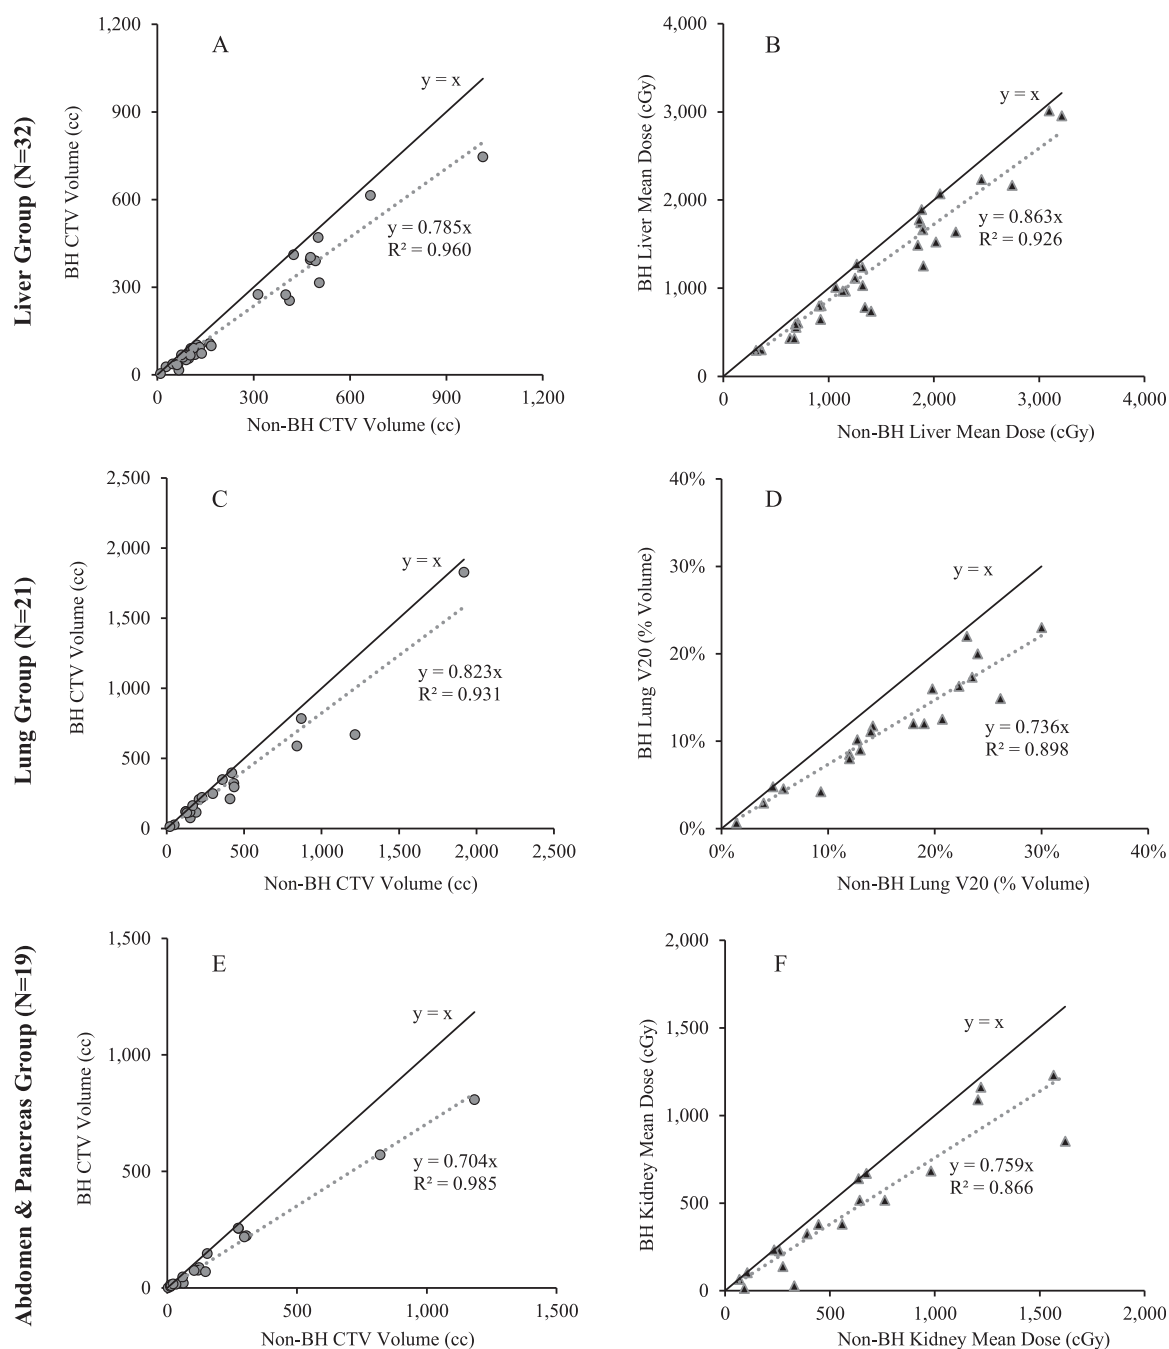 Liver Group (N=32)
A
BH CTV Volume (cc)
1,200
900
600
300
0
y = x
y = 0.785x
R² = 0.960
0
300
600
900
1,200
Non-BH CTV Volume (cc)
B
BH Liver Mean Dose (cGy)
4,000
3,000
2,000
1,000
0
y = x
y = 0.863x
R² = 0.926
0
1,000
2,000
3,000
4,000
Non-BH Liver Mean Dose (cGy)
Lung Group (N=21)
C
BH CTV Volume (cc)
2,500
2,000
1,500
1,000
500
0
y = x
y = 0.823x
R² = 0.931
0
500
1,000
1,500
2,000
2,500
Non-BH CTV Volume (cc)
D
BH Lung V20 (% Volume)
40%
30%
20%
10%
0%
y = x
y = 0.736x
R² = 0.898
0%
10%
20%
30%
40%
Non-BH Lung V20 (% Volume)
Abdomen & Pancreas Group (N=19)
E
BH CTV Volume (cc)
1,500
1,000
500
0
y = x
y = 0.704x
R² = 0.985
0
500
1,000
1,500
Non-BH CTV Volume (cc)
F
BH Kidney Mean Dose (cGy)
2,000
1,500
1,000
500
0
y = x
y = 0.759x
R² = 0.866
0
500
1,000
1,500
2,000
Non-BH Kidney Mean Dose (cGy)